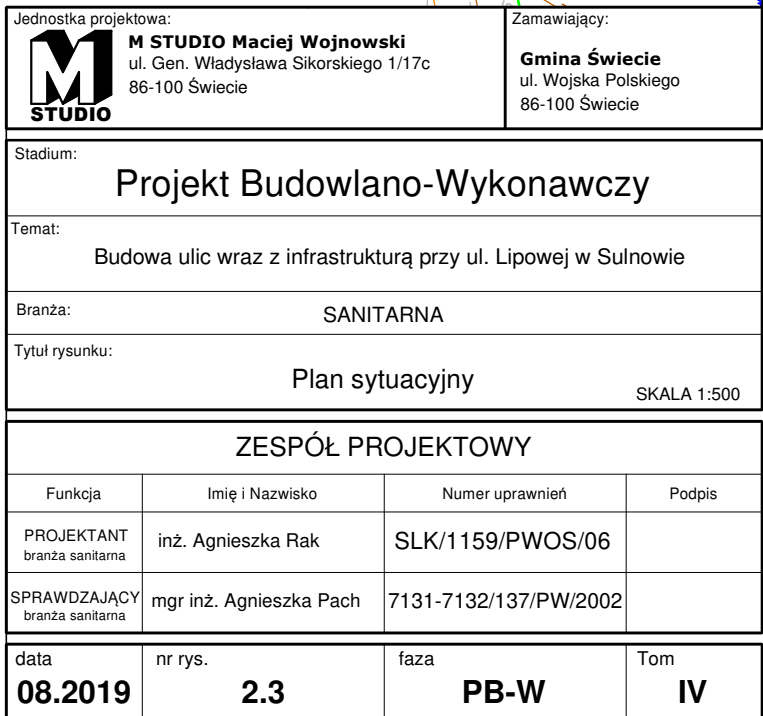 Jednostka projektowa:
M STUDIO
M STUDIO Maciej Wojnowski
ul. Gen. Władysława Sikorskiego 1/17c
86-100 Świecie
Zamawiający:
Gmina Świecie
ul. Wojska Polskiego
86-100 Świecie
Stadium:
Projekt Budowlano-Wykonawczy
Temat:
Budowa ulic wraz z infrastrukturą przy ul. Lipowej w Sulnowie
Branża:
SANITARNA
Tytuł rysunku:
Plan sytuacyjny
SKALA 1:500
ZESPÓŁ PROJEKTOWY
Funkcja Imię i Nazwisko Numer uprawnień Podpis
PROJEKTANT
branża sanitarna
inż. Agnieszka Rak
SLK/1159/PWOS/06
SPRAWDZAJĄCY
branża sanitarna
mgr inż. Agnieszka Pach
7131-7132/137/PW/2002
data nr rys. faza Tom
08.2019 2.3 PB-W IV